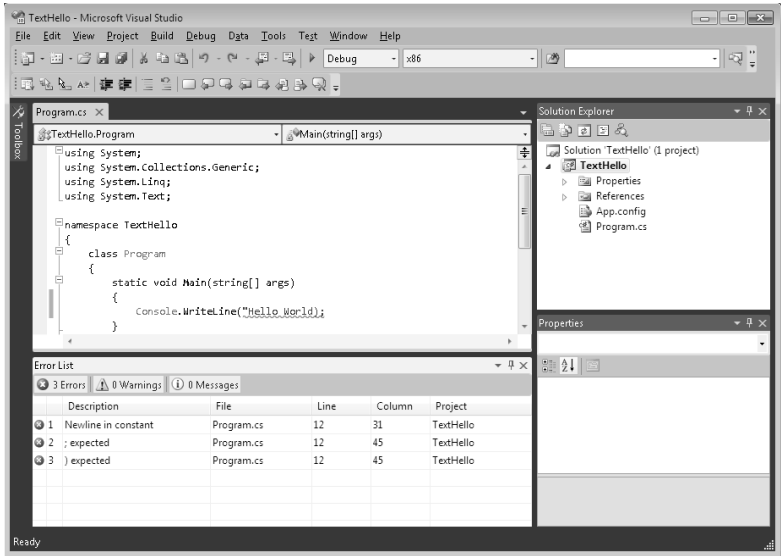 TextHello - Microsoft Visual Studio
File Edit View Project Build Debug Data Tools Test Window Help
Debug x86
Toolbox
Program.cs
TextHello.Program Main(string[] args)
using System;
using System.Collections.Generic;
using System.Linq;
using System.Text;
namespace TextHello
{
class Program
{
static void Main(string[] args)
{
Console.WriteLine("Hello World);
}
Solution Explorer
Solution 'TextHello' (1 project)
TextHello
Properties
References
App.config
Program.cs
Properties
Error List
3 Errors 0 Warnings 0 Messages
Description File Line Column Project
1 Newline in constant Program.cs 12 31 TextHello
2 ; expected Program.cs 12 45 TextHello
3 ) expected Program.cs 12 45 TextHello
Ready